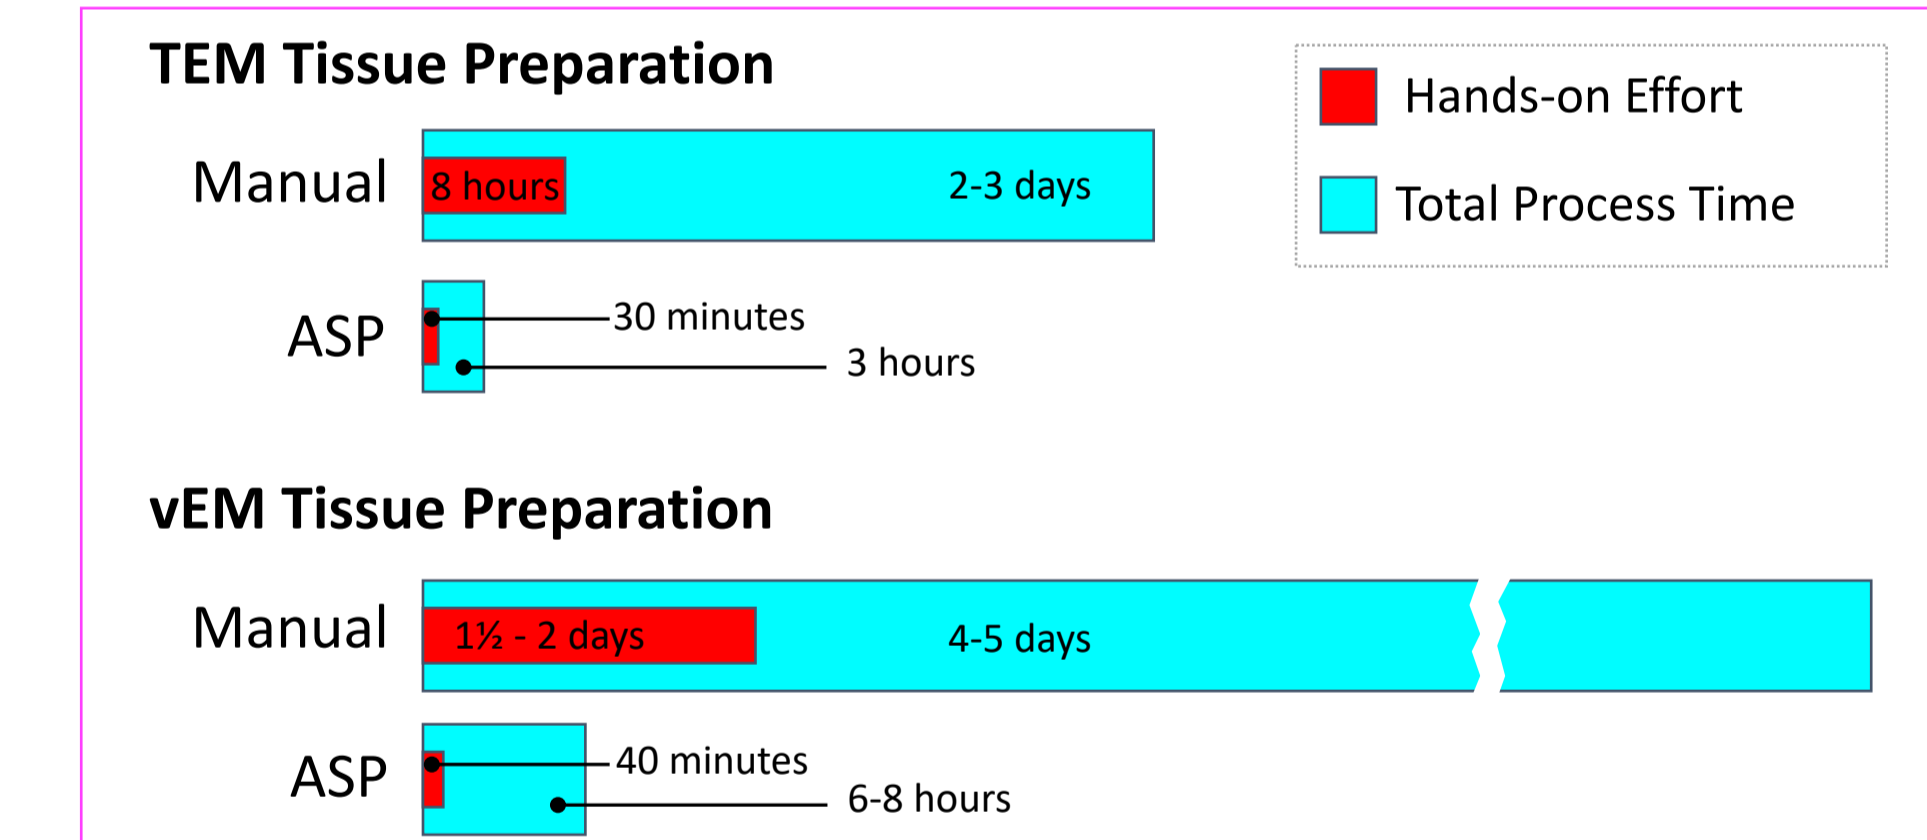 TEM Tissue Preparation
Hands-on Effort
Total Process Time
Manual
8 hours
2-3 days
ASP
30 minutes
3 hours
vEM Tissue Preparation
Manual
1½ - 2 days
4-5 days
ASP
40 minutes
6-8 hours